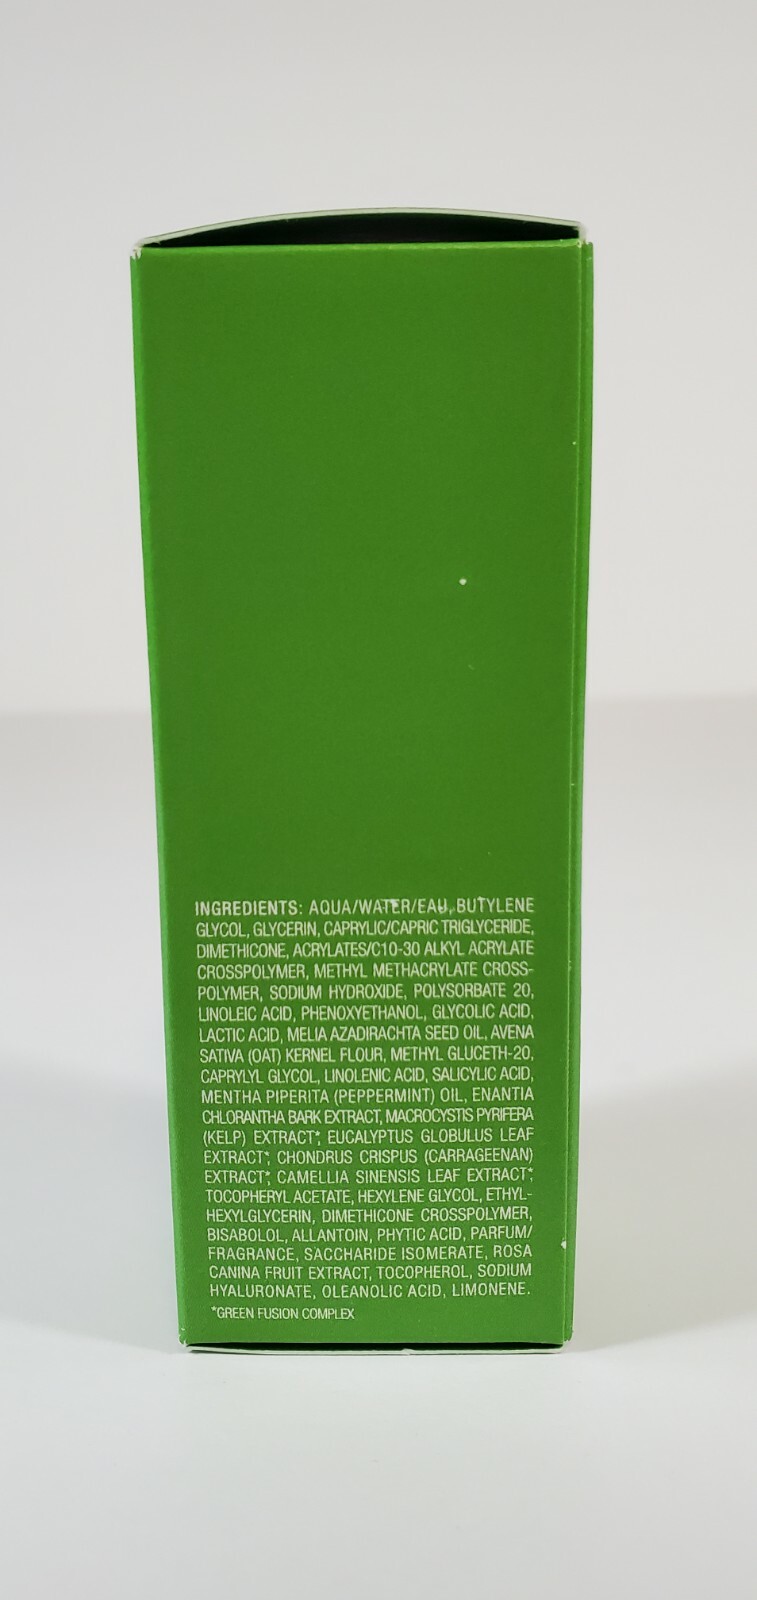 INGREDIENTS: AQUA/WATER/EAU, BUTYLENE
GLYCOL, GLYCERIN, CAPRYLIC/CAPRIC TRIGLYCERIDE,
DIMETHICONE, ACRYLATES/C10-30 ALKYL ACRYLATE
CROSSPOLYMER, METHYL METHACRYLATE CROSS-
POLYMER, SODIUM HYDROXIDE, POLYSORBATE 20,
LINOLEIC ACID, PHENOXYETHANOL, GLYCOLIC ACID,
LACTIC ACID, MELIA AZADIRACHTA SEED OIL, AVENA
SATIVA (OAT) KERNEL FLOUR, METHYL GLUCETH-20,
CAPRYLYL GLYCOL, LINOLENIC ACID, SALICYLIC ACID,
MENTHA PIPERITA (PEPPERMINT) OIL, ENANTIA
CHLORANTHA BARK EXTRACT, MACROCYSTIS PYRIFERA
(KELP) EXTRACT*, EUCALYPTUS GLOBULUS LEAF
EXTRACT*, CHONDRUS CRISPUS (CARRAGEENAN)
EXTRACT*, CAMELLIA SINENSIS LEAF EXTRACT*,
TOCOPHERYL ACETATE, HEXYLENE GLYCOL, ETHYL-
HEXYLGLYCERIN, DIMETHICONE CROSSPOLYMER,
BISABOLOL, ALLANTOIN, PHYTIC ACID, PARFUM/
FRAGRANCE, SACCHARIDE ISOMERATE, ROSA
CANINA FRUIT EXTRACT, TOCOPHEROL, SODIUM
HYALURONATE, OLEANOLIC ACID, LIMONENE.
*GREEN FUSION COMPLEX